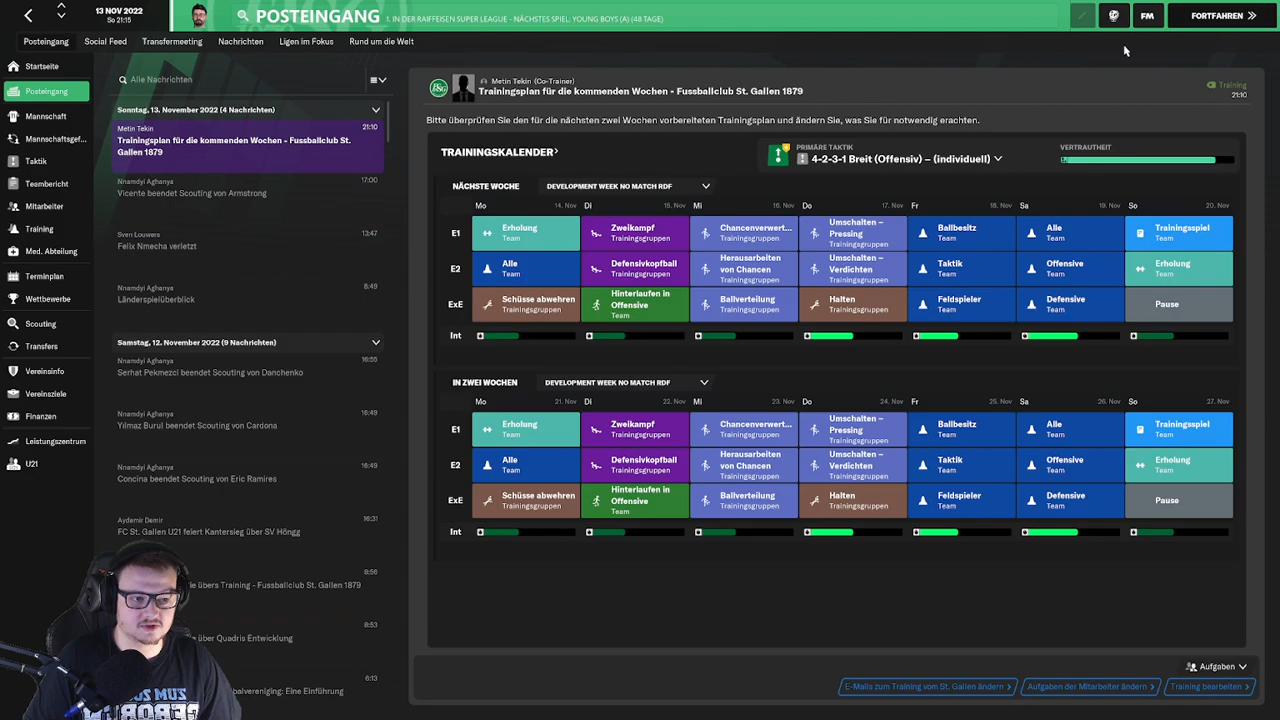 13 NOV 2022
So 21:15
POSTEINGANG
1. IN DER RAIFFEISEN SUPER LEAGUE - NÄCHSTES SPIEL: YOUNG BOYS (A) (48 TAGE)
FM
FORTFAHREN
Posteingang
Social Feed
Transfermeeting
Nachrichten
Ligen im Fokus
Rund um die Welt
Startseite
Posteingang
Mannschaft
Mannschaftsgef...
Taktik
Teambericht
Mitarbeiter
Training
Med. Abteilung
Terminplan
Wettbewerbe
Scouting
Transfers
Vereinsinfo
Vereinsziele
Finanzen
Leistungszentrum
U21
Alle Nachrichten
Sonntag, 13. November 2022 (4 Nachrichten)
Metin Tekin 21:10
Trainingsplan für die kommenden Wochen - Fussballclub St.
Gallen 1879
Nnamdyi Aghanya 17:00
Vicente beendet Scouting von Armstrong
Sven Louwers 13:47
Felix Nmecha verletzt
Nnamdyi Aghanya 8:49
Länderspielüberblick
Samstag, 12. November 2022 (9 Nachrichten)
Nnamdyi Aghanya 16:55
Serhat Pekmezci beendet Scouting von Danchenko
Nnamdyi Aghanya 16:49
Yilmaz Burul beendet Scouting von Cardona
Nnamdyi Aghanya 16:49
Concina beendet Scouting von Eric Ramires
Aydemir Demir 16:31
FC St. Gallen U21 feiert Kantersieg über SV Höngg
8:56
übers Training - Fussballclub St. Gallen 1879
8:53
über Quadris Entwicklung
6:13
balvereniging: Eine Einführung
Metin Tekin (Co-Trainer)
Trainingsplan für die kommenden Wochen - Fussballclub St. Gallen 1879
Training
21:10
Bitte überprüfen Sie den für die nächsten zwei Wochen vorbereiteten Trainingsplan und ändern Sie, was Sie für notwendig erachten.
TRAININGSKALENDER
PRIMÄRE TAKTIK
4-2-3-1 Breit (Offensiv) – (individuell)
VERTRAUTHEIT
NÄCHSTE WOCHE
DEVELOPMENT WEEK NO MATCH RDF
Mo 14. Nov Di 15. Nov Mi 16. Nov Do 17. Nov Fr 18. Nov Sa 19. Nov So 20. Nov
E1
Erholung
Team
Zweikampf
Trainingsgruppen
Chancenverwert...
Trainingsgruppen
Umschalten –
Pressing
Trainingsgruppen
Ballbesitz
Team
Alle
Team
Trainingsspiel
Team
E2
Alle
Team
Defensivkopfball
Trainingsgruppen
Herausarbeiten
von Chancen
Trainingsgruppen
Umschalten –
Verdichten
Trainingsgruppen
Taktik
Team
Offensive
Team
Erholung
Team
ExE
Schüsse abwehren
Trainingsgruppen
Hinterlaufen in
Offensive
Team
Ballverteilung
Trainingsgruppen
Halten
Trainingsgruppen
Feldspieler
Team
Defensive
Team
Pause
Int
IN ZWEI WOCHEN
DEVELOPMENT WEEK NO MATCH RDF
Mo 21. Nov Di 22. Nov Mi 23. Nov Do 24. Nov Fr 25. Nov Sa 26. Nov So 27. Nov
E1
Erholung
Team
Zweikampf
Trainingsgruppen
Chancenverwert...
Trainingsgruppen
Umschalten –
Pressing
Trainingsgruppen
Ballbesitz
Team
Alle
Team
Trainingsspiel
Team
E2
Alle
Team
Defensivkopfball
Trainingsgruppen
Herausarbeiten
von Chancen
Trainingsgruppen
Umschalten –
Verdichten
Trainingsgruppen
Taktik
Team
Offensive
Team
Erholung
Team
ExE
Schüsse abwehren
Trainingsgruppen
Hinterlaufen in
Offensive
Team
Ballverteilung
Trainingsgruppen
Halten
Trainingsgruppen
Feldspieler
Team
Defensive
Team
Pause
Int
Aufgaben
E-Mails zum Training vom St. Gallen ändern
Aufgaben der Mitarbeiter ändern
Training bearbeiten